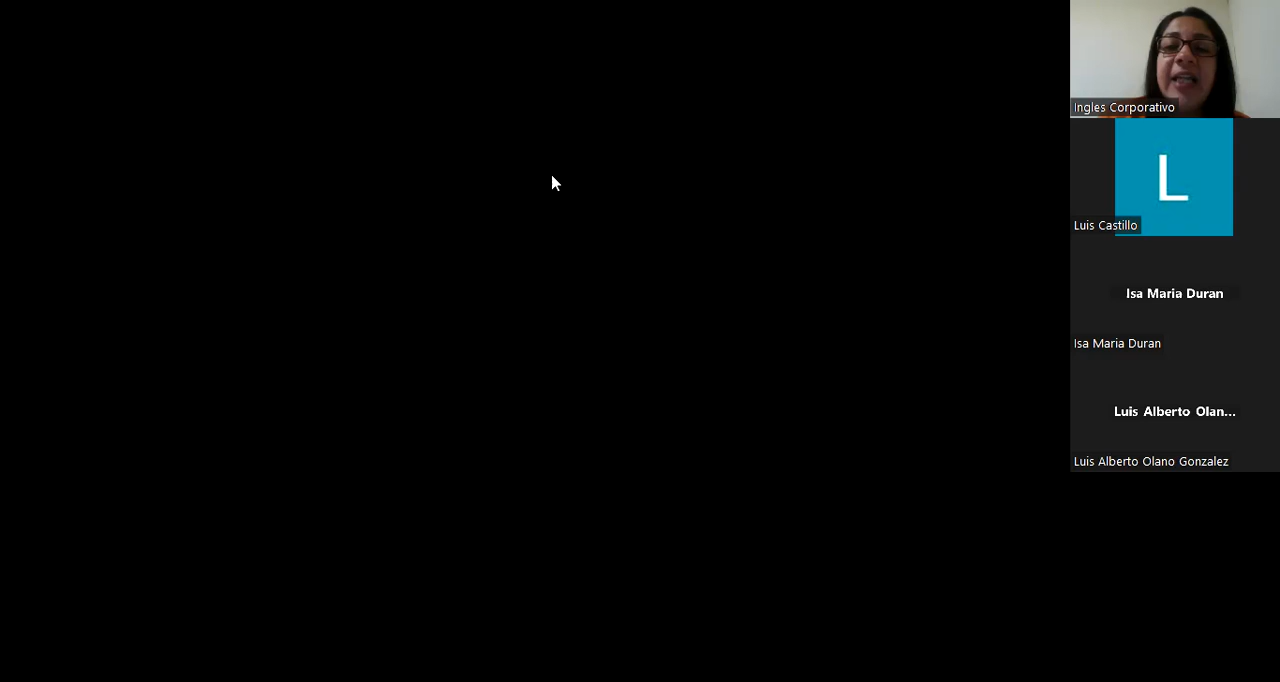 Ingles Corporativo
L
Luis Castillo
Isa Maria Duran
Isa Maria Duran
Luis Alberto Olan...
Luis Alberto Olano Gonzalez